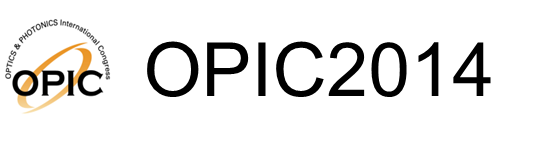 OPTICS & PHOTONICS International Congress
OPIC
OPIC2014